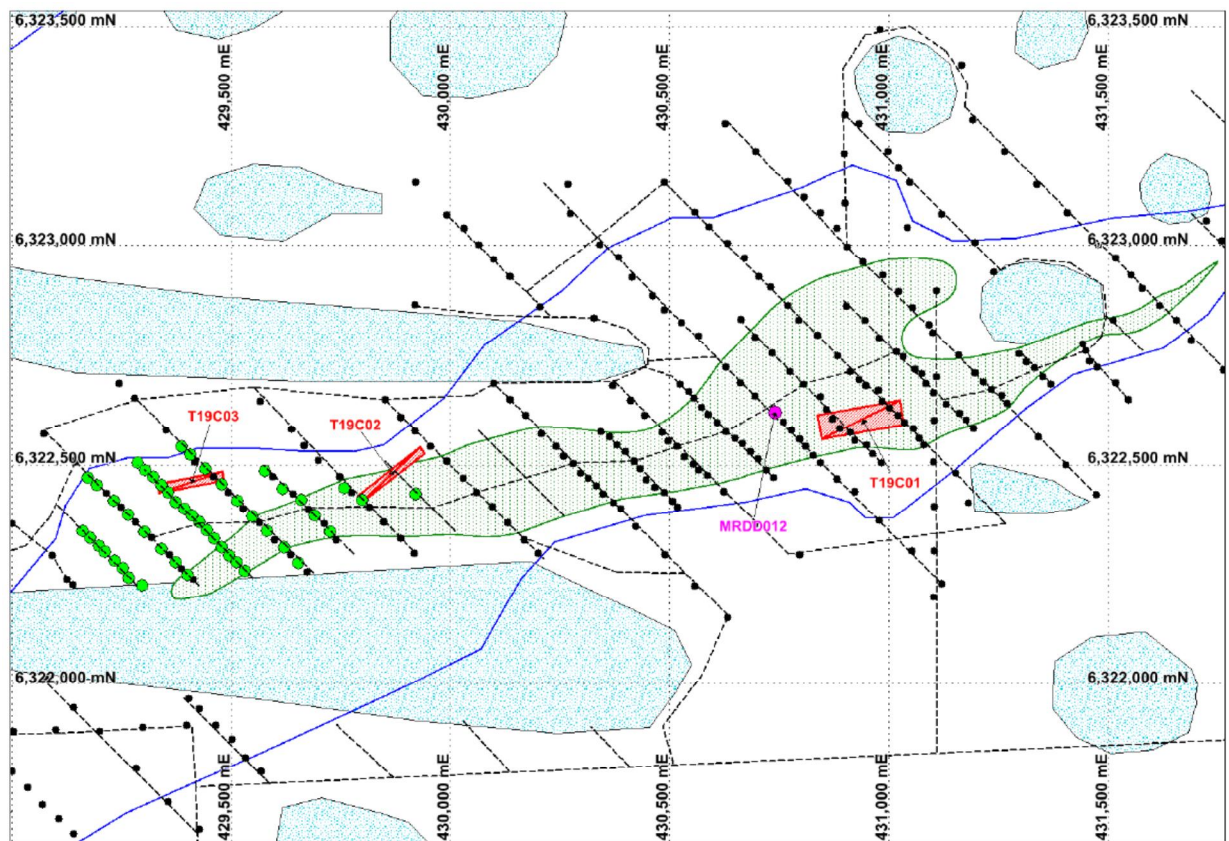 6,323,500 mN
6,323,500 mN
429,500 mE
430,000 mE
430,500 mE
431,000 mE
431,500 mE
6,323,000 mN
6,323,000 mN
T19C03
T19C02
6,322,500 mN
6,322,500 mN
T19C01
MRDD012
6,322,000 mN
6,322,000 mN
429,500 mE
430,000 mE
430,500 mE
431,000 mE
431,500 mE